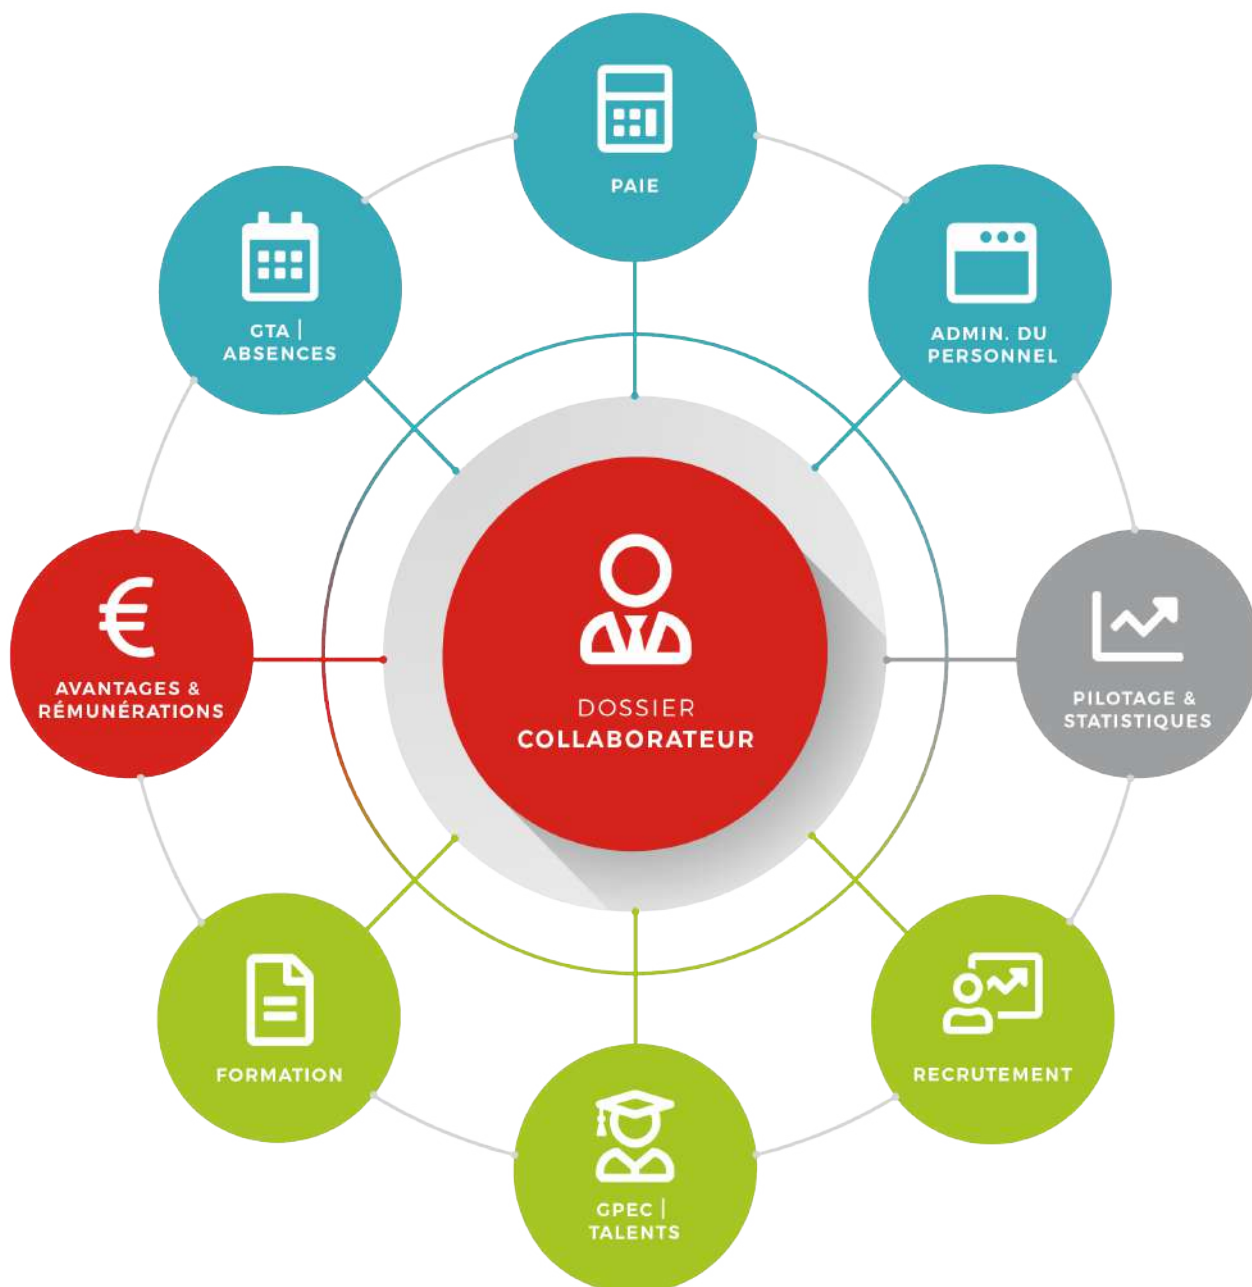 PAIE
GTA |
ABSENCES
ADMIN. DU
PERSONNEL
AVANTAGES &
RÉMUNÉRATIONS
DOSSIER
COLLABORATEUR
PILOTAGE &
STATISTIQUES
FORMATION
RECRUTEMENT
GPEC |
TALENTS